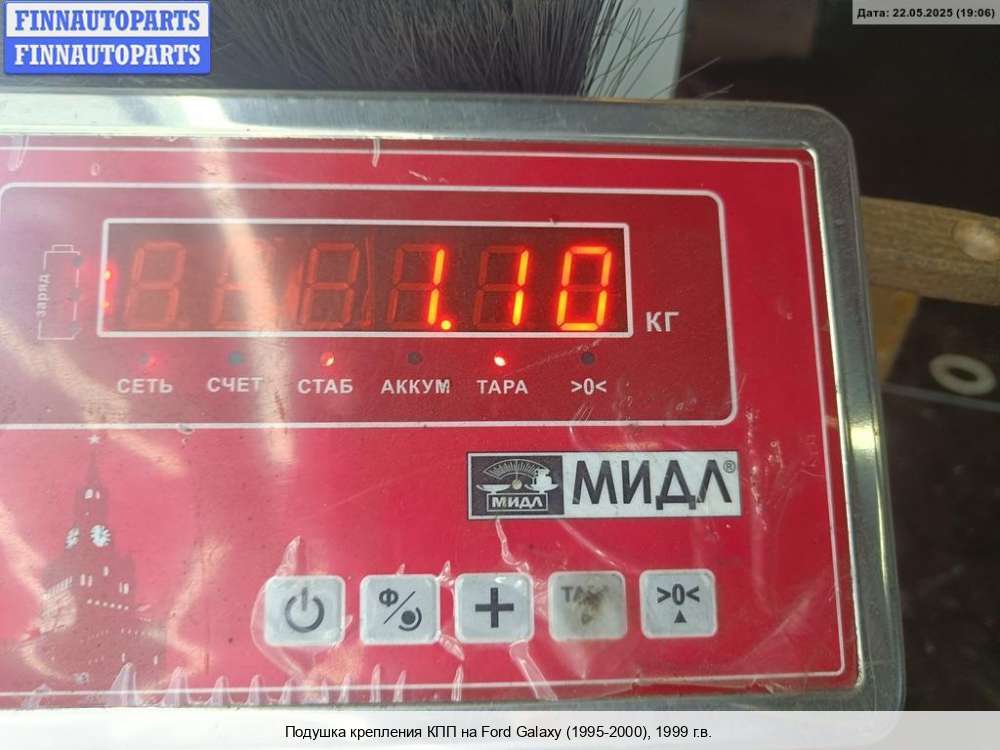 FINNAUTOPARTS
FINNAUTOPARTS
Дата: 22.05.2025 (19:06)
заряд
1.10 КГ
СЕТЬ СЧЕТ СТАБ АККУМ ТАРА >0<
МИДЛ МИДЛ®
Ф/ + >0<
Подушка крепления КПП на Ford Galaxy (1995-2000), 1999 г.в.